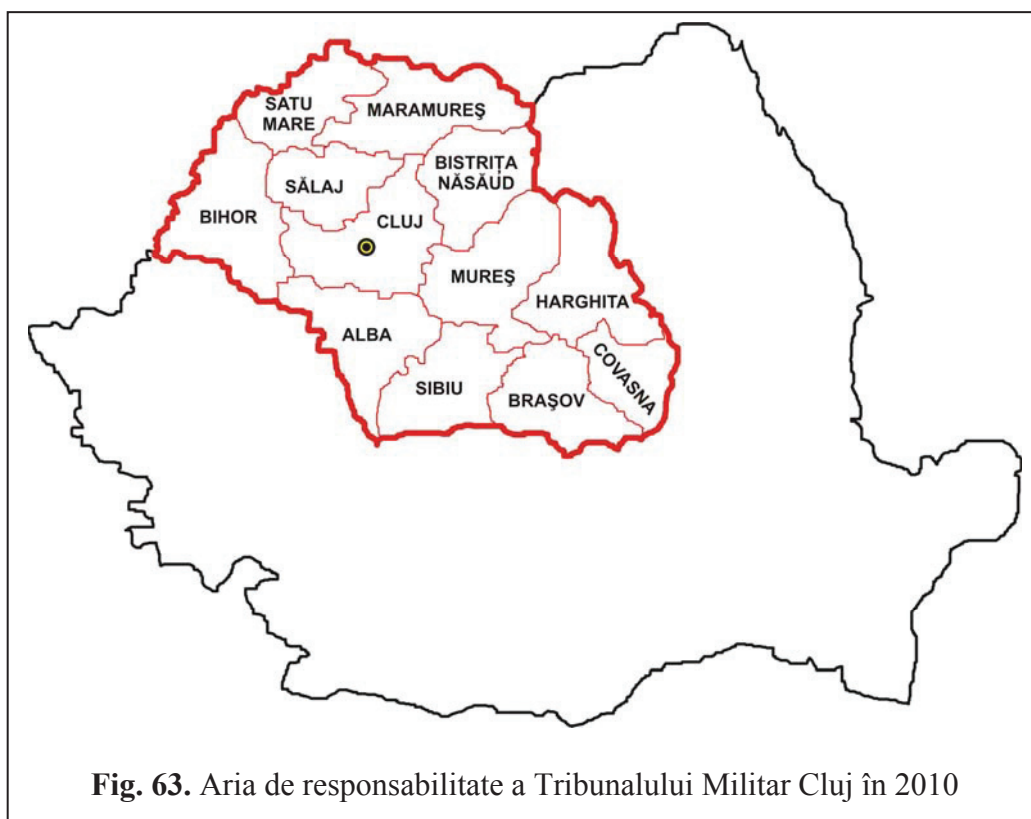 SATU
MARE
MARAMUREŞ
BISTRIŢA
NĂSĂUD
SĂLAJ
CLUJ
BIHOR
MUREŞ
HARGHITA
ALBA
COVASNA
SIBIU
BRAŞOV
Fig. 63. Aria de responsabilitate a Tribunalului Militar Cluj în 2010